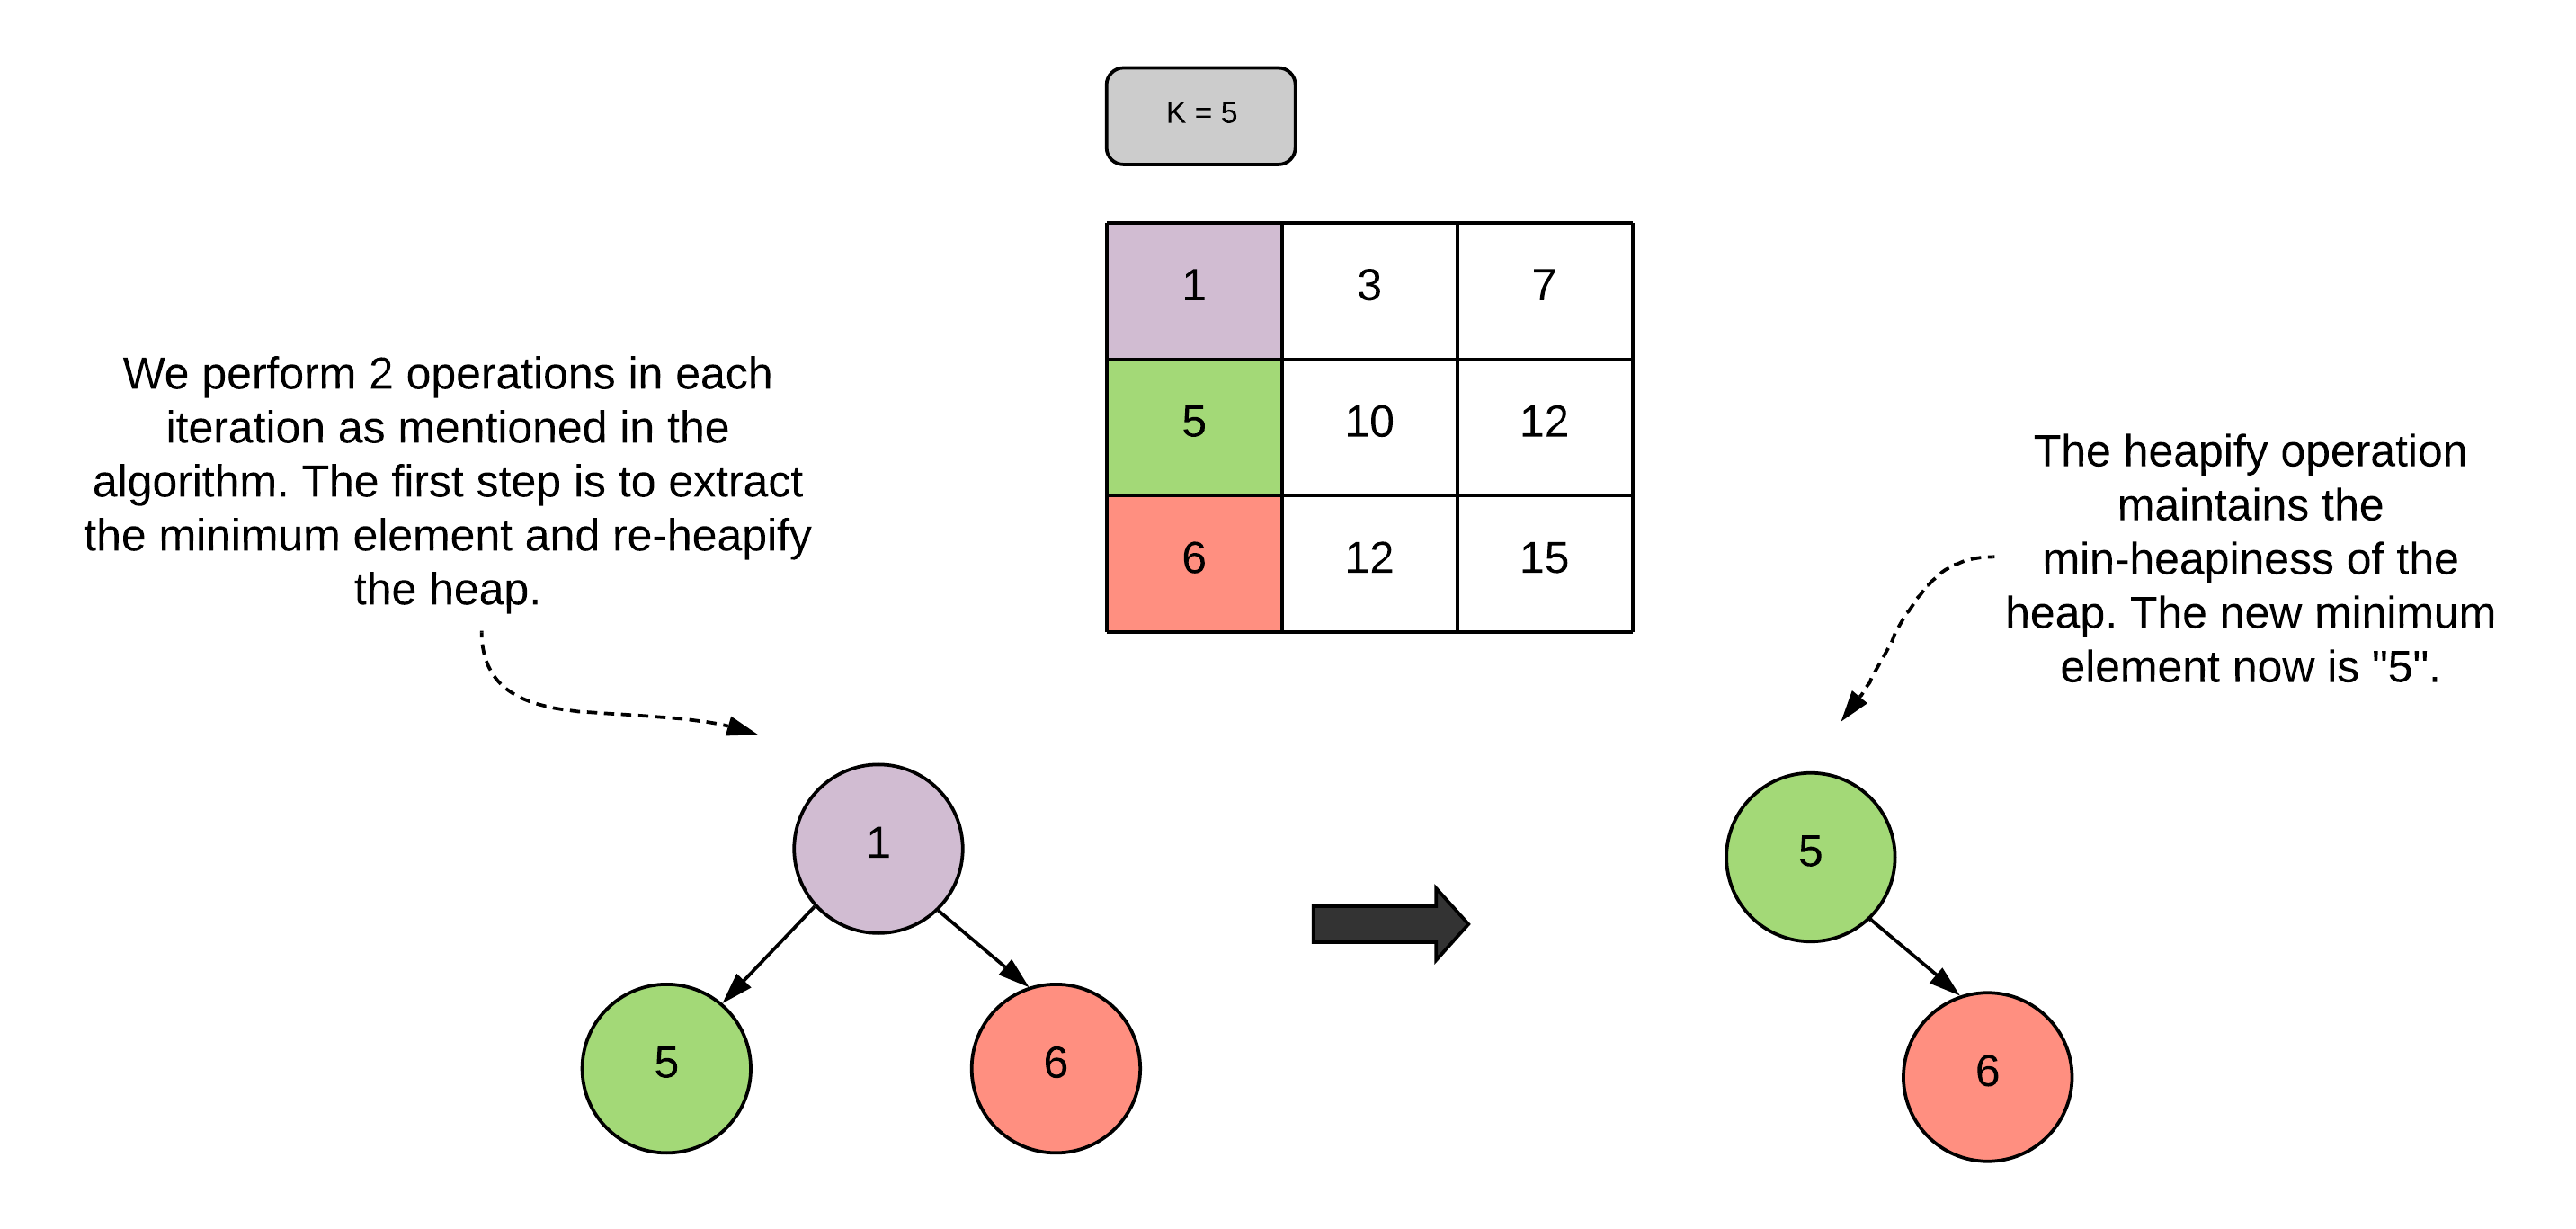 K = 5
1 3 7
5 10 12
6 12 15
We perform 2 operations in each
iteration as mentioned in the
algorithm. The first step is to extract
the minimum element and re-heapify
the heap.
The heapify operation
maintains the
min-heapiness of the
heap. The new minimum
element now is "5".
1
5 6
5
6